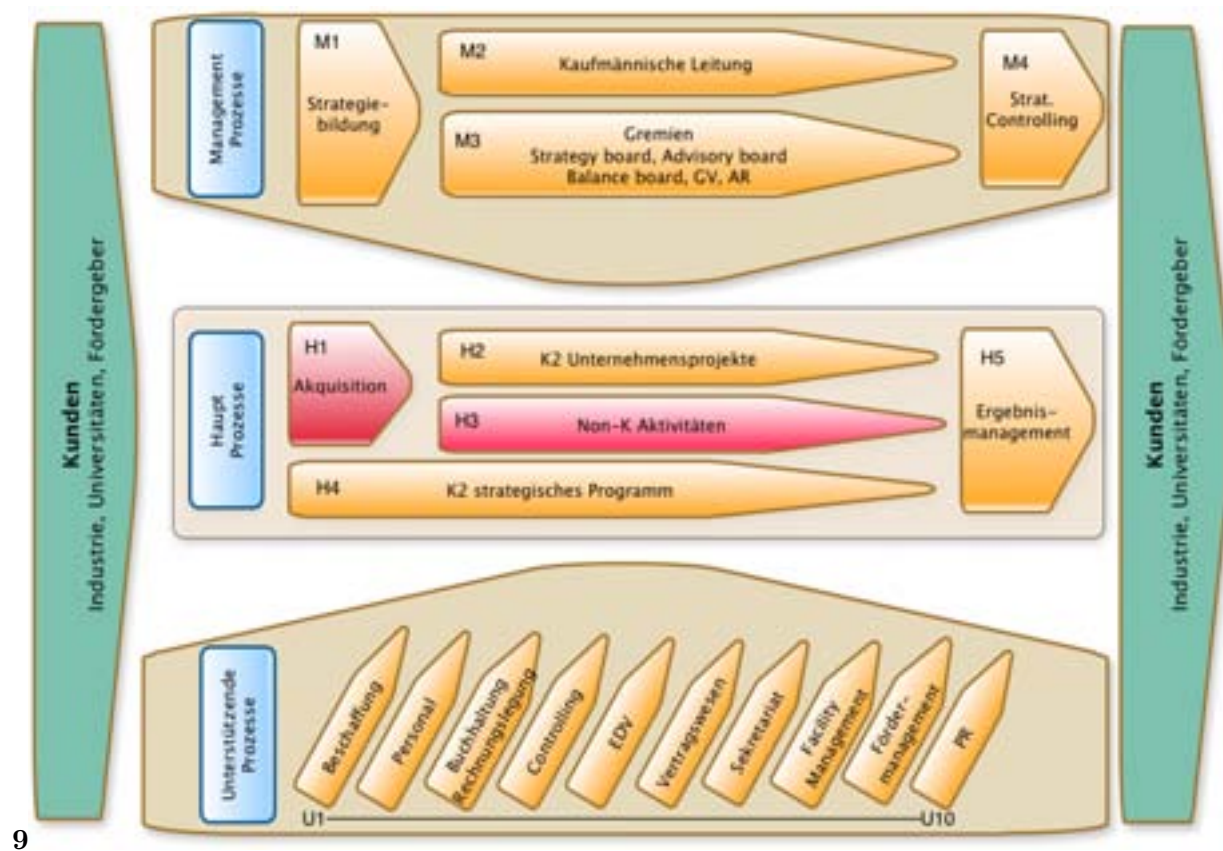 Kunden
Industrie, Universitäten, Fördergeber
Management
Prozesse
M1
Strategie-
bildung
M2
Kaufmännische Leitung
M3
Gremien
Strategy board, Advisory board
Balance board, GV, AR
M4
Strat.
Controlling
Haupt
Prozesse
H1
Akquisition
H2
K2 Unternehmensprojekte
H3
Non-K Aktivitäten
H4
K2 strategisches Programm
H5
Ergebnis-
management
Unterstützende
Prozesse
Beschaffung
Personal
Buchhaltung
Rechnungslegung
Controlling
EDV
Vertragswesen
Sekretariat
Facility
Management
Förder-
management
PR
U1
U10
Kunden
Industrie, Universitäten, Fördergeber
9